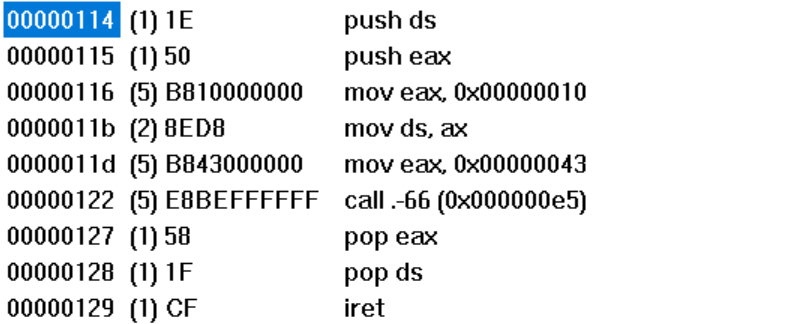 00000114 (1) 1E push ds
00000115 (1) 50 push eax
00000116 (5) B810000000 mov eax, 0x00000010
0000011b (2) 8ED8 mov ds, ax
0000011d (5) B843000000 mov eax, 0x00000043
00000122 (5) E8BEFFFFFF call .-66 (0x000000e5)
00000127 (1) 58 pop eax
00000128 (1) 1F pop ds
00000129 (1) CF iret